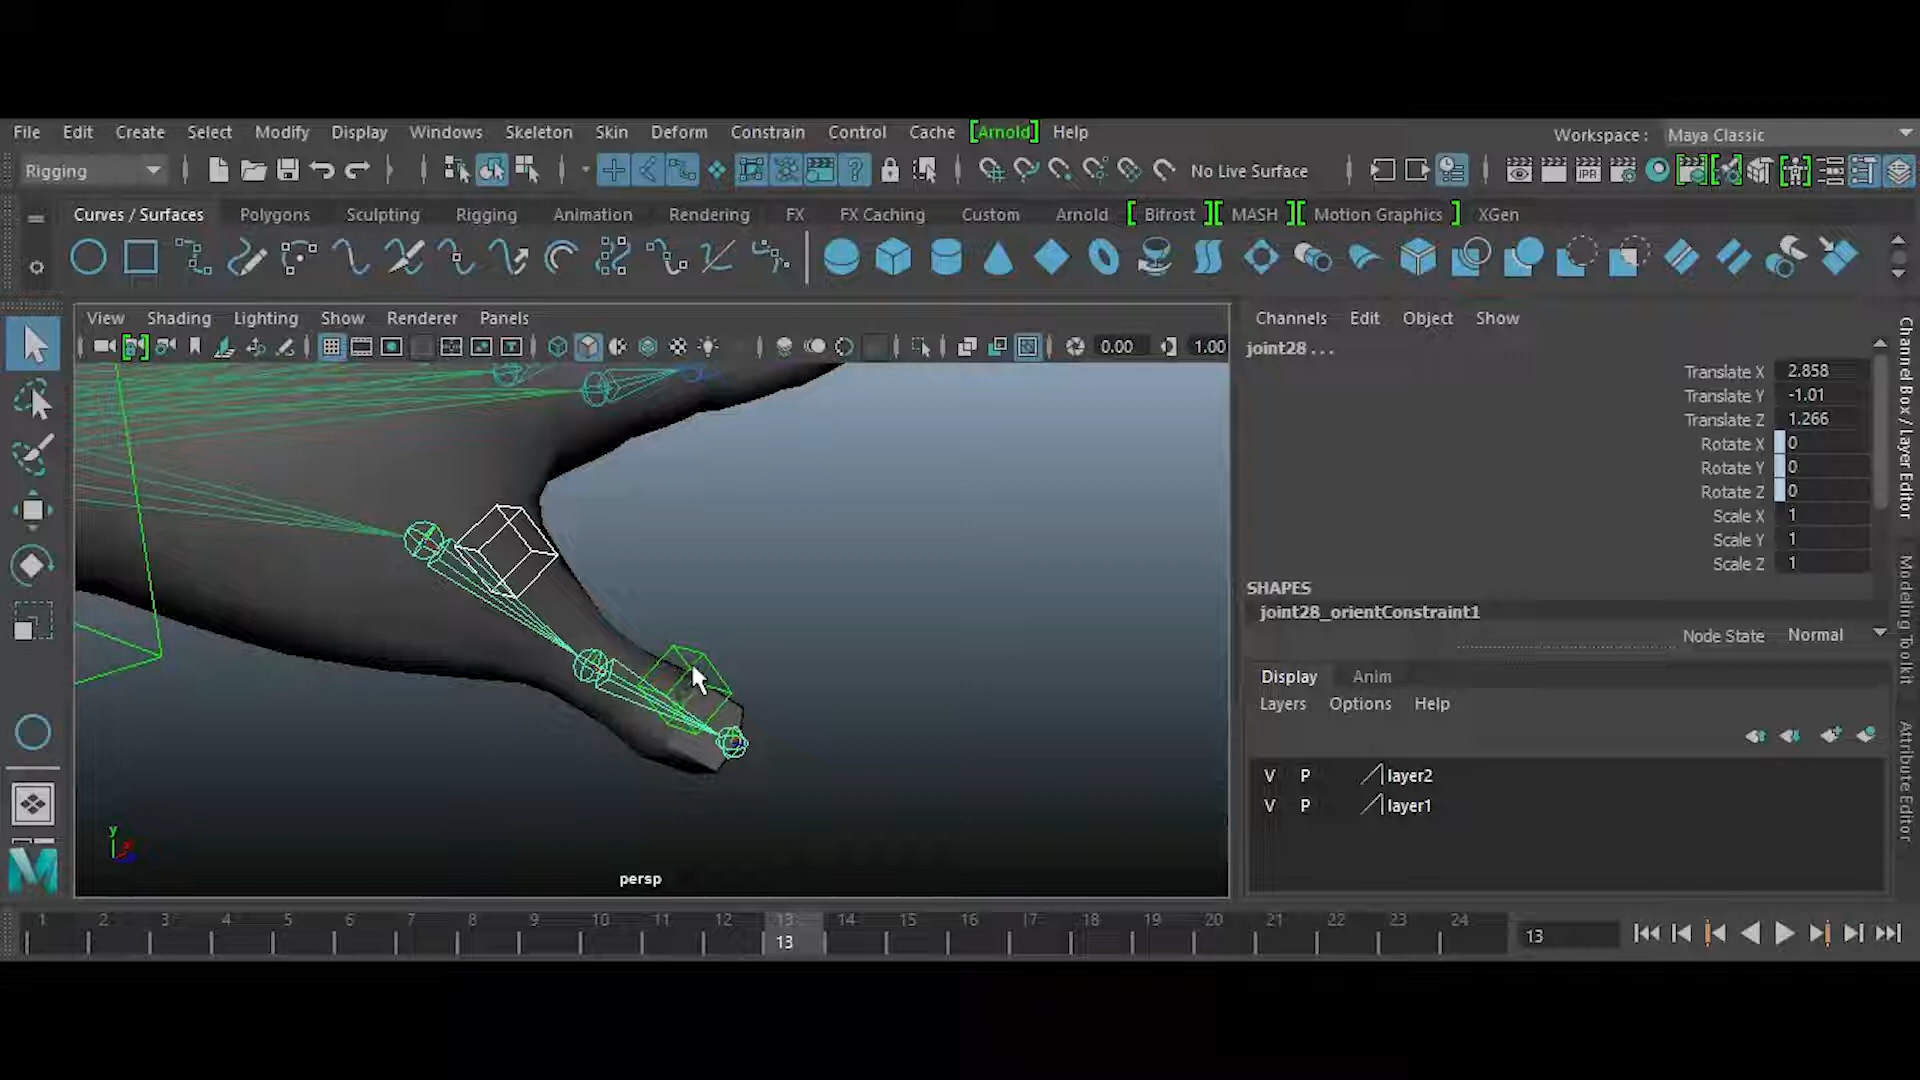 File Edit Create Select Modify Display Windows Skeleton Skin Deform Constrain Control Cache [Arnold] Help
Workspace : Maya Classic
Rigging No Live Surface IPR
Curves / Surfaces Polygons Sculpting Rigging Animation Rendering FX FX Caching Custom Arnold [ Bifrost ][ MASH ][ Motion Graphics ] XGen
View Shading Lighting Show Renderer Panels
0.00 1.00
Channels Edit Object Show
joint28 . . .
Translate X 2.858
Translate Y -1.01
Translate Z 1.266
Rotate X 0
Rotate Y 0
Rotate Z 0
Scale X 1
Scale Y 1
Scale Z 1
SHAPES
joint28_orientConstraint1
Node State Normal
Display Anim
Layers Options Help
V P layer2
V P layer1
Channel Box / Layer Editor
Modeling Toolkit
Attribute Editor
y
persp
1 2 3 4 5 6 7 8 9 10 11 12 13 14 15 16 17 18 19 20 21 22 23 24
13
13